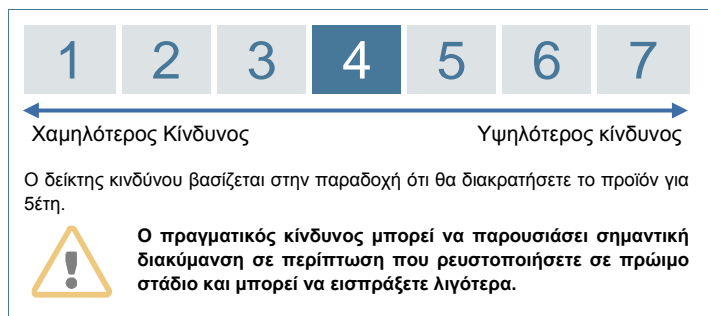 1 2 3 4 5 6 7
Χαμηλότερος Κίνδυνος Υψηλότερος κίνδυνος
Ο δείκτης κινδύνου βασίζεται στην παραδοχή ότι θα διακρατήσετε το προϊόν για
5έτη.
Ο πραγματικός κίνδυνος μπορεί να παρουσιάσει σημαντική
διακύμανση σε περίπτωση που ρευστοποιήσετε σε πρώιμο
στάδιο και μπορεί να εισπράξετε λιγότερα.